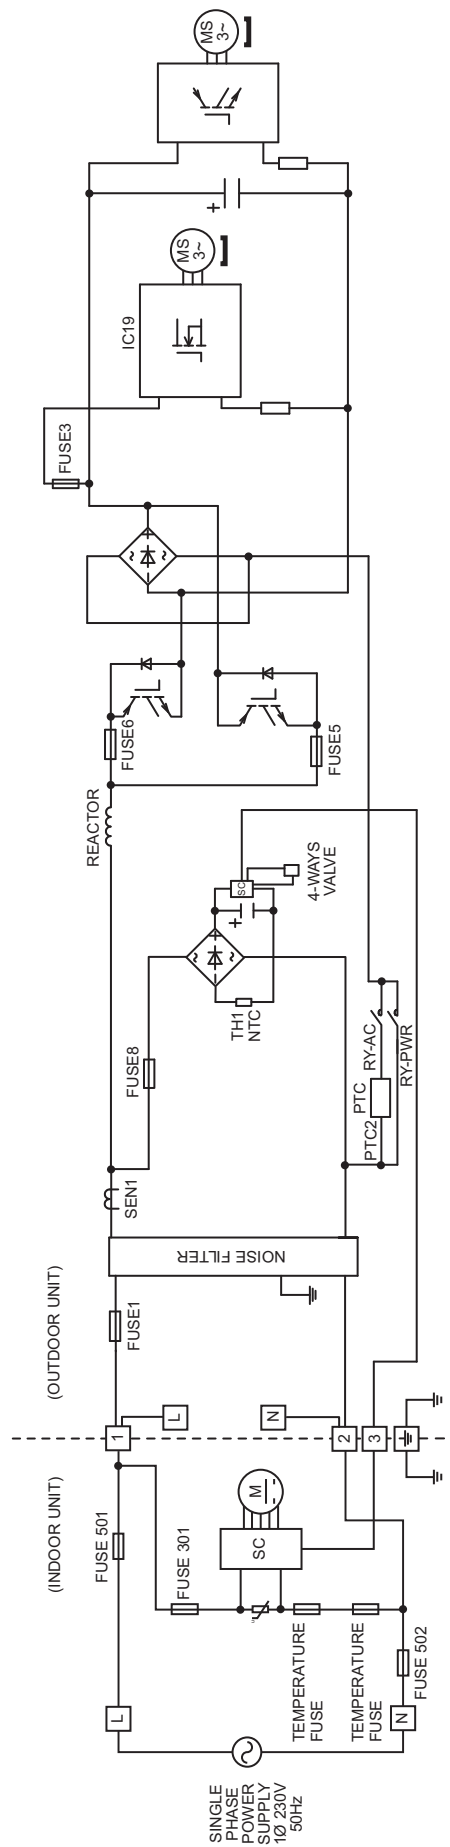 (INDOOR UNIT)
(OUTDOOR UNIT)
SINGLE
PHASE
POWER
SUPPLY
1Ø 230V
50Hz
L
N
FUSE 501
FUSE 502
FUSE 301
TEMPERATURE
FUSE
TEMPERATURE
FUSE
SC
M
1
2
3
L
N
FUSE1
NOISE FILTER
SEN1
FUSE8
TH1
NTC
+
SC
4-WAYS
VALVE
PTC2
PTC
RY-AC
RY-PWR
REACTOR
FUSE6
FUSE5
FUSE3
IC19
MS
3~
+
MS
3~